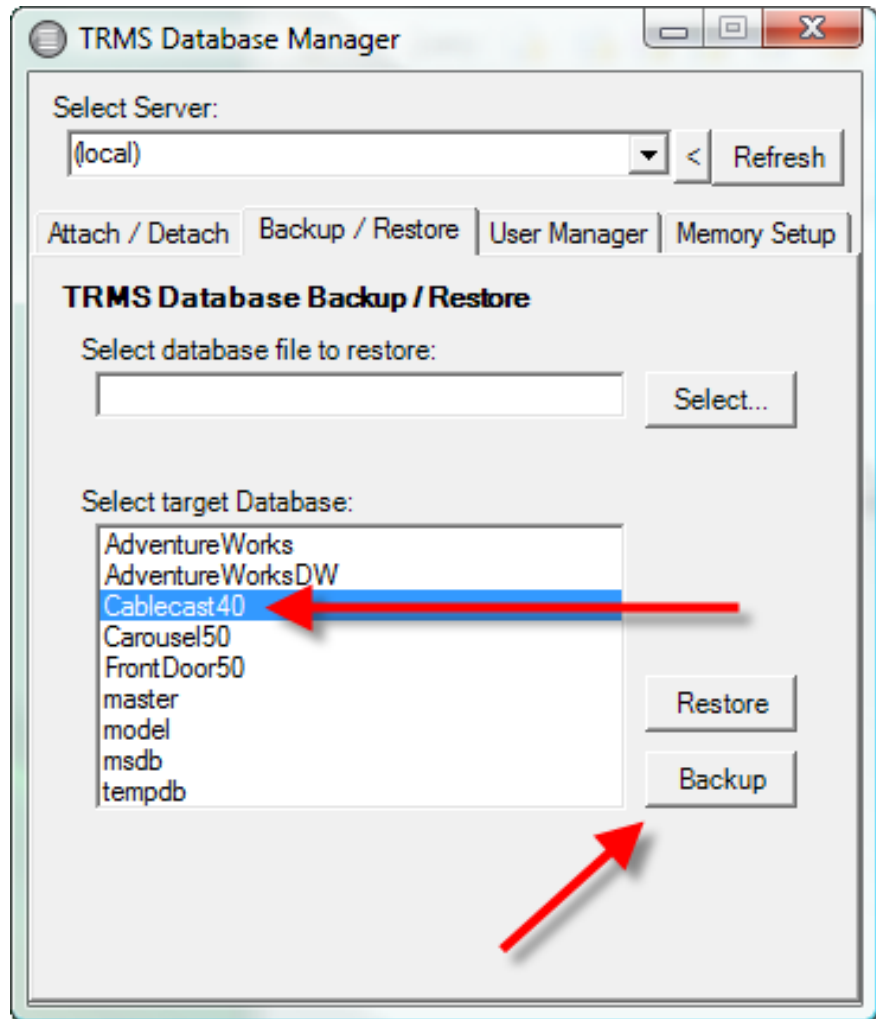 TRMS Database Manager
X
Select Server:
(local)
< Refresh
Attach / Detach Backup / Restore User Manager Memory Setup
TRMS Database Backup / Restore
Select database file to restore:
Select...
Select target Database:
AdventureWorks
AdventureWorksDW
Cablecast40
Carousel50
FrontDoor50
master
Restore
model
msdb
Backup
tempdb